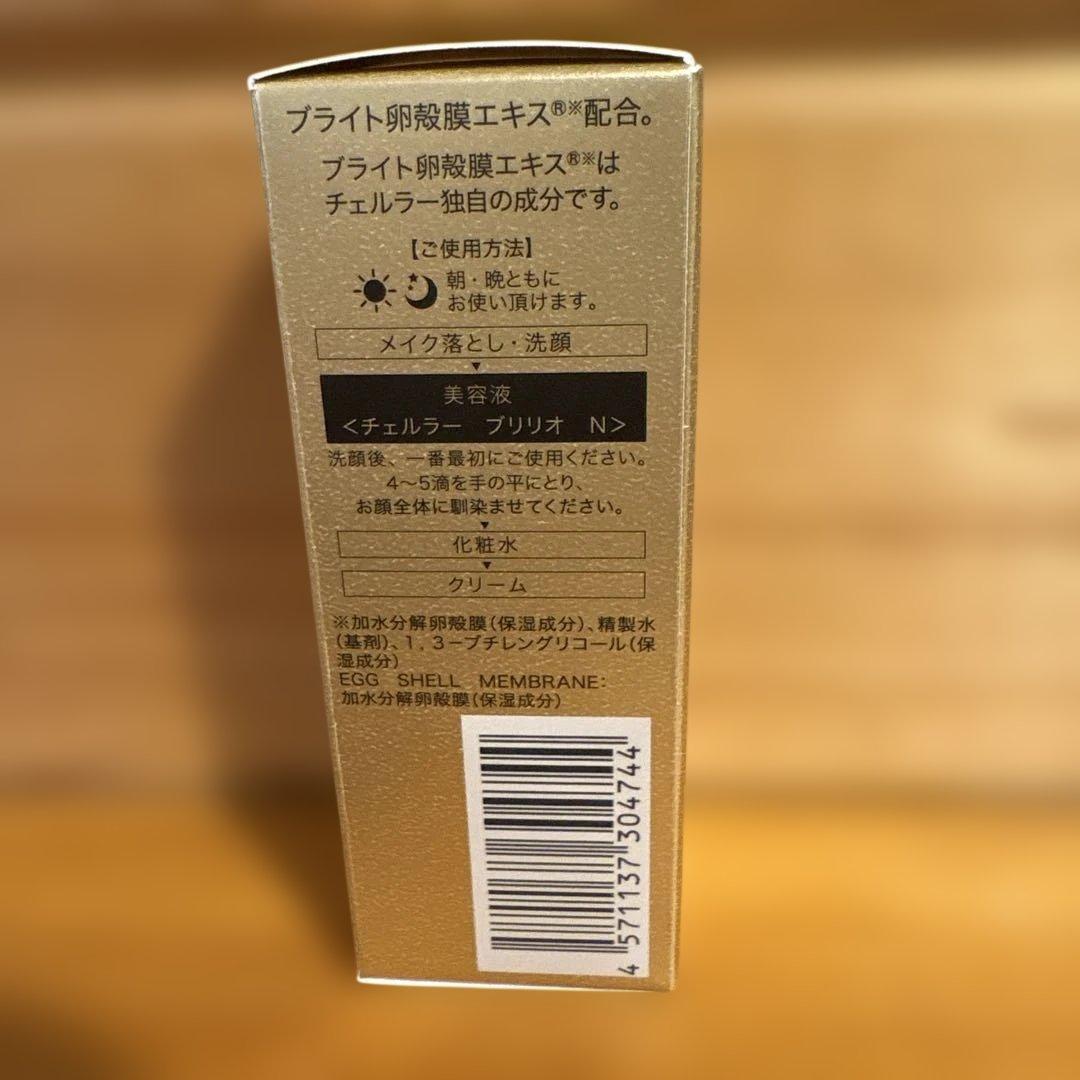 ブライト卵殻膜エキス®※配合。
ブライト卵殻膜エキス®※は
チェルラー独自の成分です。
【ご使用方法】
朝・晩ともに
お使い頂けます。
メイク落とし・洗顔
▼
美容液
＜チェルラー　ブリリオ　N＞
洗顔後、一番最初にご使用ください。
4～5滴を手の平にとり、
お顔全体に馴染ませてください。
▼
化粧水
▼
クリーム
※加水分解卵殻膜（保湿成分）、精製水
（基剤）、1，3－ブチレングリコール（保
湿成分）
EGG　SHELL　MEMBRANE：
加水分解卵殻膜（保湿成分）
4 571137 304744